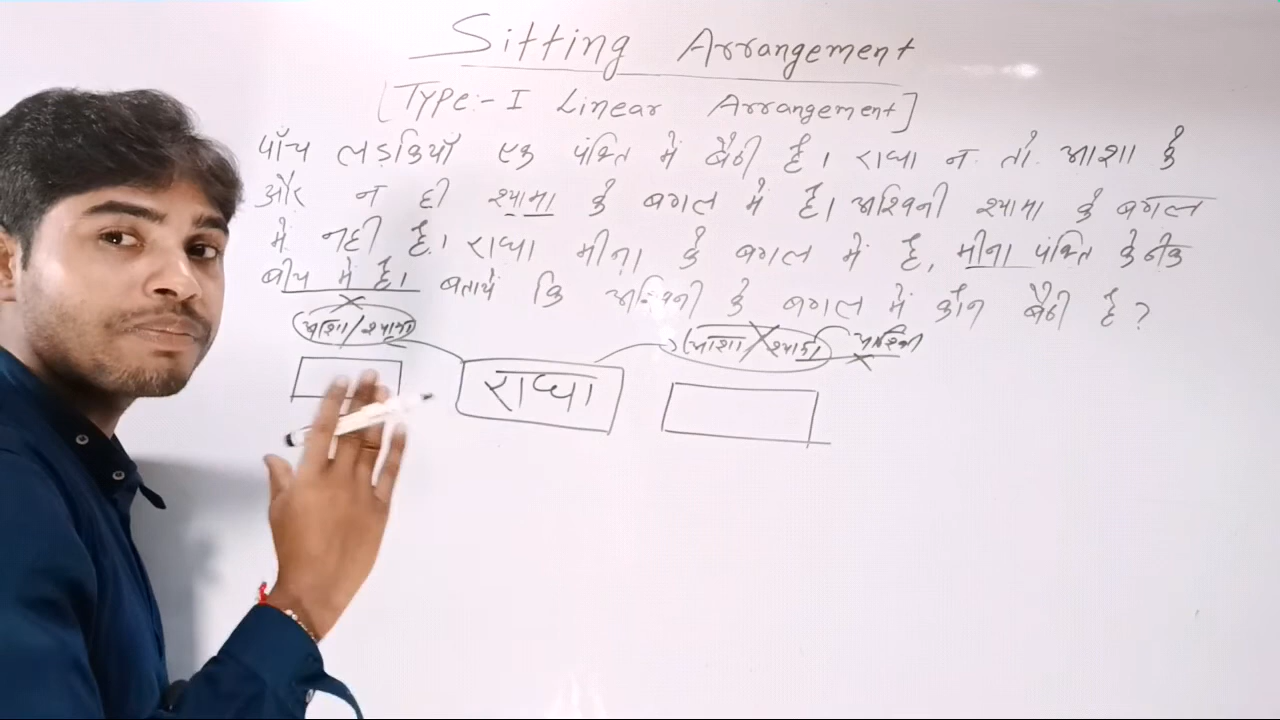 Sitting Arrangement
[Type:- I Linear Arrangement]
पाँच लड़कियाँ एक पंक्ति में बैठी हैं। राधा न तो आशा के
और न ही श्यामा के बगल में है। अश्विनी श्यामा के बगल
में नही है। राधा मीना के बगल में है, मीना पंक्ति के ठीक
बीच में है। बतायें कि अश्विनी के बगल में कौन बैठी है?
आशा/श्यामा आशा/श्यामा अश्विनी
राधा